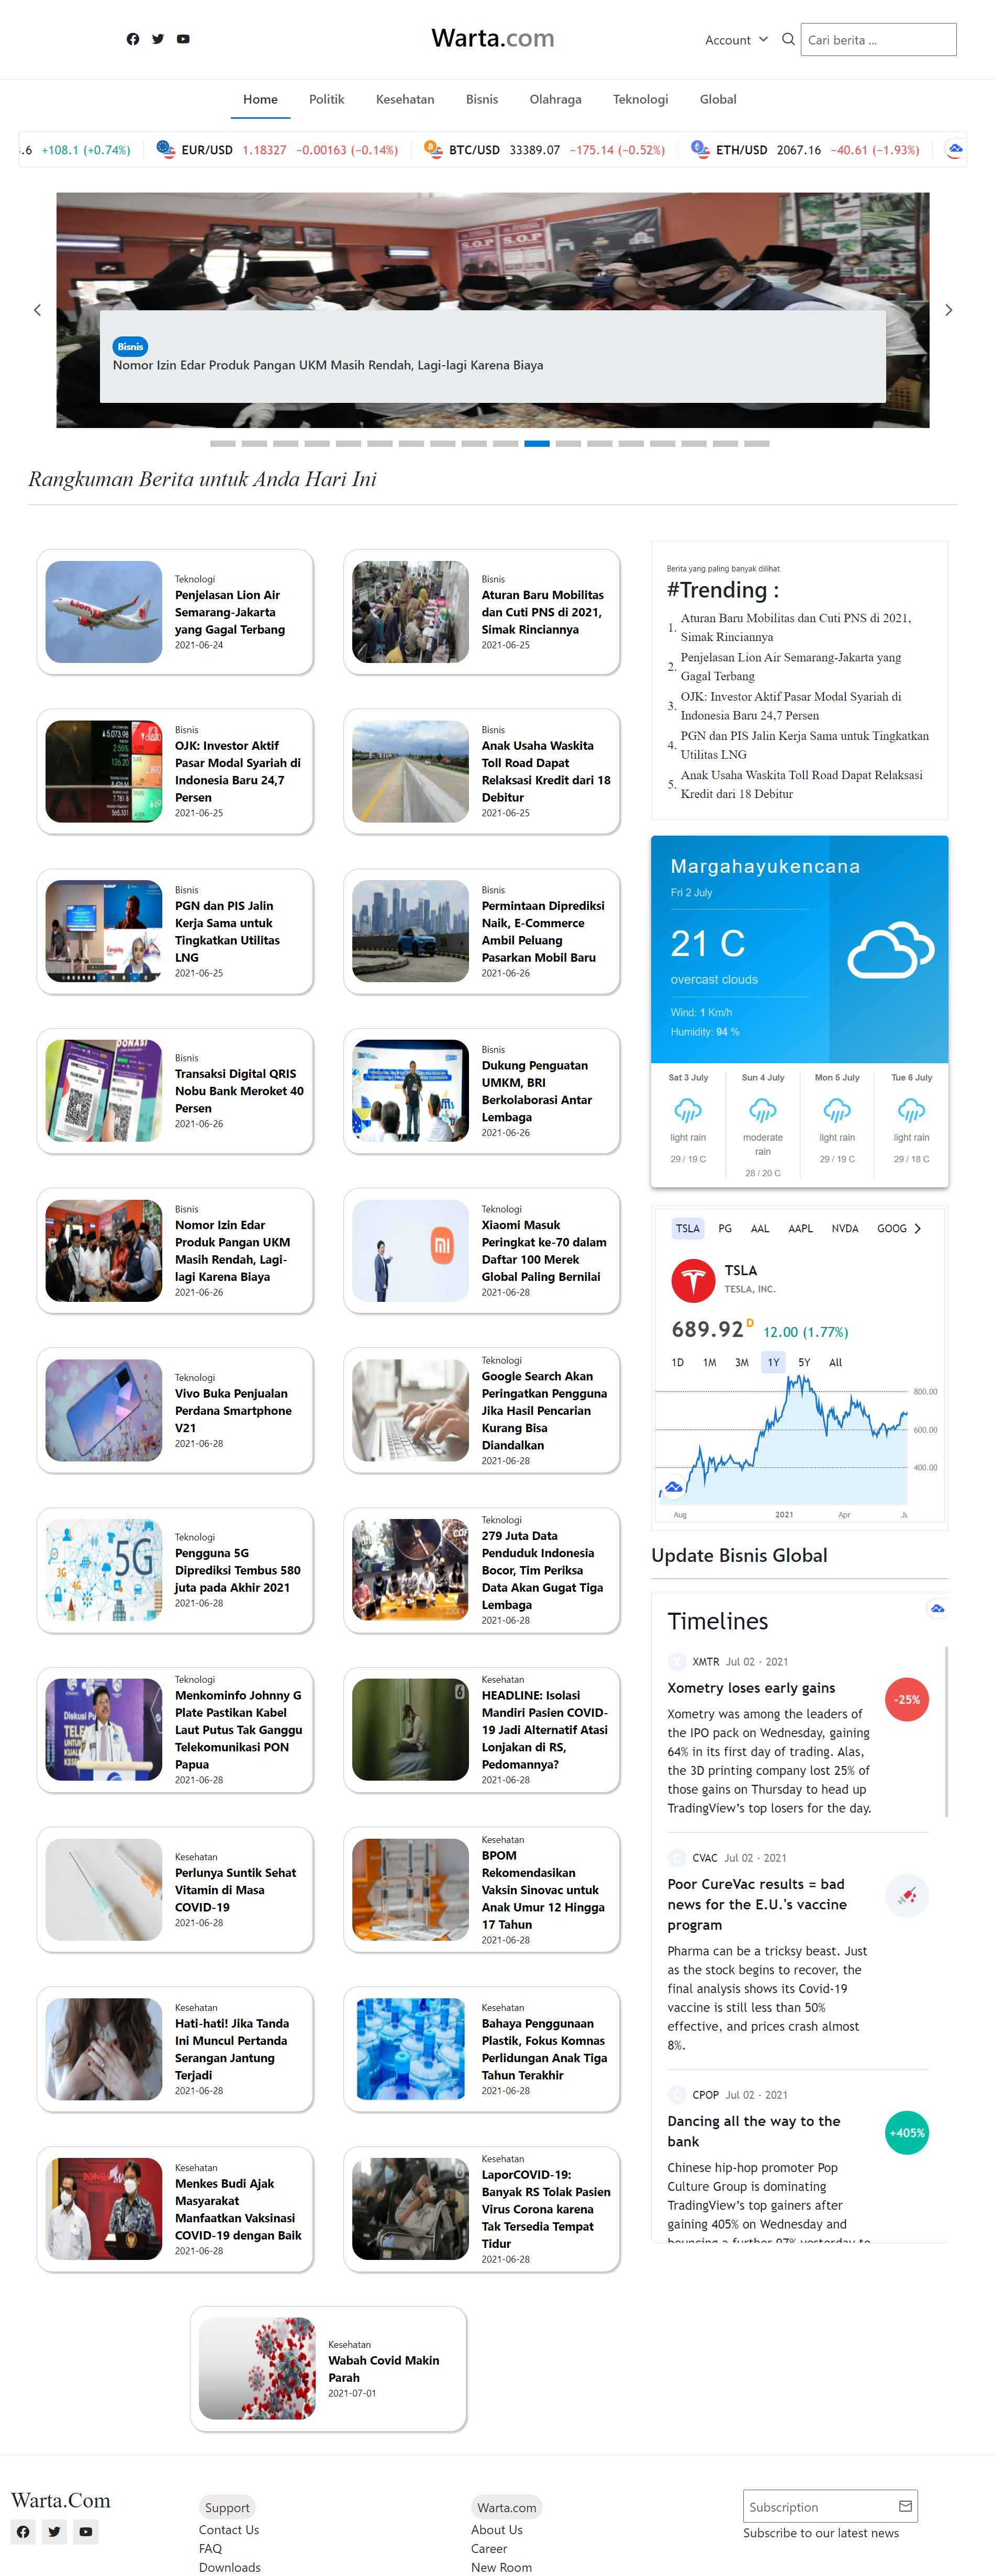 Warta.com
Account
Cari berita ...
Home Politik Kesehatan Bisnis Olahraga Teknologi Global
.6 +108.1 (+0.74%) EUR/USD 1.18327 −0.00163 (−0.14%) BTC/USD 33389.07 −175.14 (−0.52%) ETH/USD 2067.16 −40.61 (−1.93%)
S.O.P
S.O.P
Bisnis
Nomor Izin Edar Produk Pangan UKM Masih Rendah, Lagi-lagi Karena Biaya
Rangkuman Berita untuk Anda Hari Ini
Teknologi
Penjelasan Lion Air
Semarang-Jakarta
yang Gagal Terbang
2021-06-24
Bisnis
Aturan Baru Mobilitas
dan Cuti PNS di 2021,
Simak Rinciannya
2021-06-25
Bisnis
OJK: Investor Aktif
Pasar Modal Syariah di
Indonesia Baru 24,7
Persen
2021-06-25
Bisnis
Anak Usaha Waskita
Toll Road Dapat
Relaksasi Kredit dari 18
Debitur
2021-06-25
Bisnis
PGN dan PIS Jalin
Kerja Sama untuk
Tingkatkan Utilitas
LNG
2021-06-25
Bisnis
Permintaan Diprediksi
Naik, E-Commerce
Ambil Peluang
Pasarkan Mobil Baru
2021-06-26
Bisnis
Transaksi Digital QRIS
Nobu Bank Meroket 40
Persen
2021-06-26
Bisnis
Dukung Penguatan
UMKM, BRI
Berkolaborasi Antar
Lembaga
2021-06-26
Bisnis
Nomor Izin Edar
Produk Pangan UKM
Masih Rendah, Lagi-
lagi Karena Biaya
2021-06-26
Teknologi
Xiaomi Masuk
Peringkat ke-70 dalam
Daftar 100 Merek
Global Paling Bernilai
2021-06-28
Teknologi
Vivo Buka Penjualan
Perdana Smartphone
V21
2021-06-28
Teknologi
Google Search Akan
Peringatkan Pengguna
Jika Hasil Pencarian
Kurang Bisa
Diandalkan
2021-06-28
5G
3G
4G
Teknologi
Pengguna 5G
Diprediksi Tembus 580
juta pada Akhir 2021
2021-06-28
Teknologi
279 Juta Data
Penduduk Indonesia
Bocor, Tim Periksa
Data Akan Gugat Tiga
Lembaga
2021-06-28
Teknologi
Menkominfo Johnny G
Plate Pastikan Kabel
Laut Putus Tak Ganggu
Telekomunikasi PON
Papua
2021-06-28
Kesehatan
HEADLINE: Isolasi
Mandiri Pasien COVID-
19 Jadi Alternatif Atasi
Lonjakan di RS,
Pedomannya?
2021-06-28
Kesehatan
Perlunya Suntik Sehat
Vitamin di Masa
COVID-19
2021-06-28
Kesehatan
BPOM
Rekomendasikan
Vaksin Sinovac untuk
Anak Umur 12 Hingga
17 Tahun
2021-06-28
Kesehatan
Hati-hati! Jika Tanda
Ini Muncul Pertanda
Serangan Jantung
Terjadi
2021-06-28
Kesehatan
Bahaya Penggunaan
Plastik, Fokus Komnas
Perlidungan Anak Tiga
Tahun Terakhir
2021-06-28
Kesehatan
Menkes Budi Ajak
Masyarakat
Manfaatkan Vaksinasi
COVID-19 dengan Baik
2021-06-28
Kesehatan
LaporCOVID-19:
Banyak RS Tolak Pasien
Virus Corona karena
Tak Tersedia Tempat
Tidur
2021-06-28
Kesehatan
Wabah Covid Makin
Parah
2021-07-01
Berita yang paling banyak dilihat
#Trending :
1. Aturan Baru Mobilitas dan Cuti PNS di 2021,
Simak Rinciannya
2. Penjelasan Lion Air Semarang-Jakarta yang
Gagal Terbang
3. OJK: Investor Aktif Pasar Modal Syariah di
Indonesia Baru 24,7 Persen
4. PGN dan PIS Jalin Kerja Sama untuk Tingkatkan
Utilitas LNG
5. Anak Usaha Waskita Toll Road Dapat Relaksasi
Kredit dari 18 Debitur
Margahayukencana
Fri 2 July
21 C
overcast clouds
Wind: 1 Km/h
Humidity: 94 %
Sat 3 July Sun 4 July Mon 5 July Tue 6 July
light rain moderate rain light rain light rain
29 / 19 C 28 / 20 C 29 / 19 C 29 / 18 C
TSLA PG AAL AAPL NVDA GOOG
TSLA
TESLA, INC.
689.92 D 12.00 (1.77%)
1D 1M 3M 1Y 5Y All
800.00
600.00
400.00
Aug 2021 Apr Ju
Update Bisnis Global
Timelines
XMTR Jul 02 · 2021
Xometry loses early gains
-25%
Xometry was among the leaders of
the IPO pack on Wednesday, gaining
64% in its first day of trading. Alas,
the 3D printing company lost 25% of
those gains on Thursday to head up
TradingView's top losers for the day.
CVAC Jul 02 · 2021
Poor CureVac results = bad
news for the E.U.'s vaccine
program
Pharma can be a tricksy beast. Just
as the stock begins to recover, the
final analysis shows its Covid-19
vaccine is still less than 50%
effective, and prices crash almost
8%.
CPOP Jul 02 · 2021
Dancing all the way to the
bank
+405%
Chinese hip-hop promoter Pop
Culture Group is dominating
TradingView's top gainers after
gaining 405% on Wednesday and
bouncing a further 97% yesterday to
Warta.Com
Support
Contact Us
FAQ
Downloads
Warta.com
About Us
Career
New Room
Subscription
Subscribe to our latest news